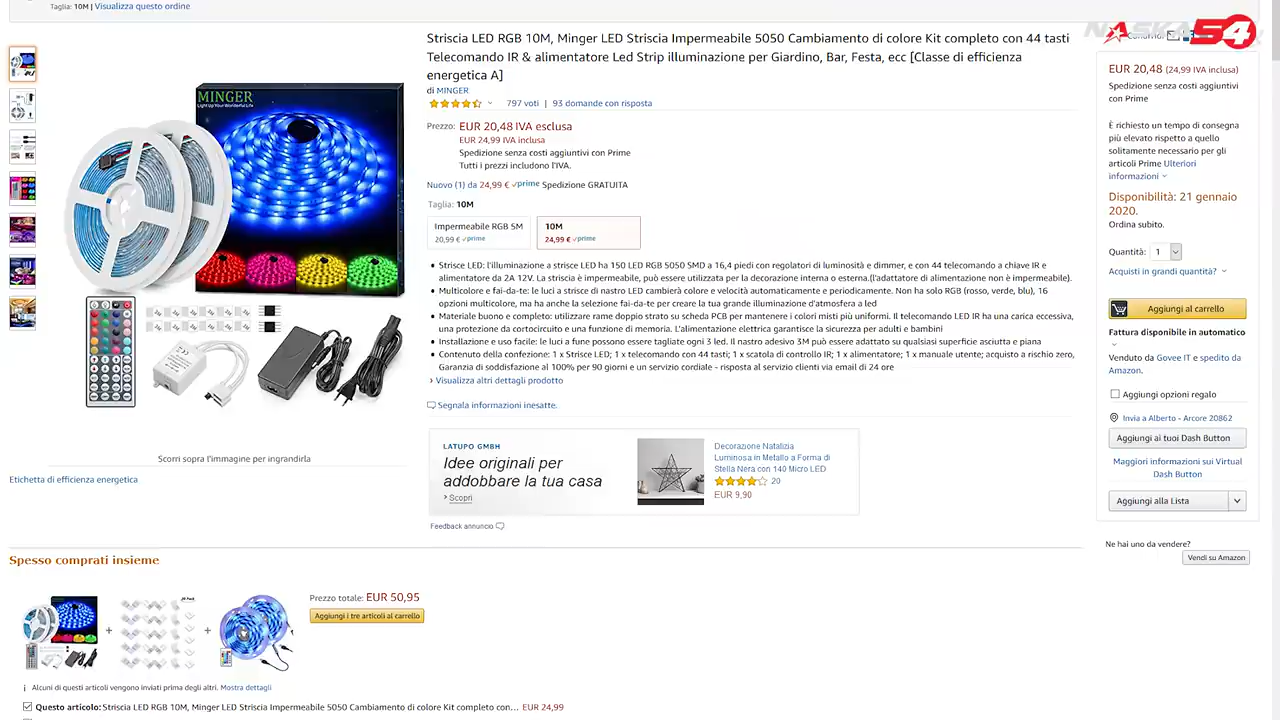 Taglia: 10M | Visualizza questo ordine
NASKA54
Striscia LED RGB 10M, Minger LED Striscia Impermeabile 5050 Cambiamento di colore Kit completo con 44 tasti
Telecomando IR & alimentatore Led Strip illuminazione per Giardino, Bar, Festa, ecc [Classe di efficienza
energetica A]
di MINGER
797 voti | 93 domande con risposta
Prezzo: EUR 20,48 IVA esclusa
EUR 24,99 IVA inclusa
Spedizione senza costi aggiuntivi con Prime
Tutti i prezzi includono l'IVA.
Nuovo (1) da 24,99 € prime Spedizione GRATUITA
Taglia: 10M
Impermeabile RGB 5M
20,99 € prime
10M
24,99 € prime
Strisce LED: l'illuminazione a strisce LED ha 150 LED RGB 5050 SMD a 16,4 piedi con regolatori di luminosità e dimmer, e con 44 telecomando a chiave IR e
alimentatore da 2A 12V. La striscia è impermeabile, può essere utilizzata per la decorazione interna o esterna.(l'adattatore di alimentazione non è impermeabile).
Multicolore e fai-da-te: le luci a strisce di nastro LED cambierà colore e velocità automaticamente e periodicamente. Non ha solo RGB (rosso, verde, blu), 16
opzioni multicolore, ma ha anche la selezione fai-da-te per creare la tua grande illuminazione d'atmosfera a led
Materiale buono e completo: utilizzare rame doppio strato su scheda PCB per mantenere i colori misti più uniformi. Il telecomando LED IR ha una carica eccessiva,
una protezione da cortocircuito e una funzione di memoria. L'alimentazione elettrica garantisce la sicurezza per adulti e bambini
Installazione e uso facile: le luci a fune possono essere tagliate ogni 3 led. Il nastro adesivo 3M può essere adattato su qualsiasi superficie asciutta e piana
Contenuto della confezione: 1 x Strisce LED; 1 x telecomando con 44 tasti; 1 x scatola di controllo IR; 1 x alimentatore; 1 x manuale utente; acquisto a rischio zero,
Garanzia di soddisfazione al 100% per 90 giorni e un servizio cordiale - risposta al servizio clienti via email di 24 ore
› Visualizza altri dettagli prodotto
Segnala informazioni inesatte.
MINGER
Light Up Your Wonderful Life
Scorri sopra l'immagine per ingrandirla
Etichetta di efficienza energetica
LATUPO GMBH
Idee originali per
addobbare la tua casa
› Scopri
Decorazione Natalizia
Luminosa in Metallo a Forma di
Stella Nera con 140 Micro LED
20
EUR 9,90
Feedback annuncio
EUR 20,48 (24,99 IVA inclusa)
Spedizione senza costi aggiuntivi
con Prime
È richiesto un tempo di consegna
più elevato rispetto a quello
solitamente necessario per gli
articoli Prime Ulteriori
informazioni
Disponibilità: 21 gennaio
2020.
Ordina subito.
Quantità: 1
Acquisti in grandi quantità?
Aggiungi al carrello
Fattura disponibile in automatico
Venduto da Govee IT e spedito da
Amazon.
Aggiungi opzioni regalo
Invia a Alberto - Arcore 20862
Aggiungi ai tuoi Dash Button
Maggiori informazioni sui Virtual
Dash Button
Aggiungi alla Lista
Ne hai uno da vendere?
Vendi su Amazon
Spesso comprati insieme
+
+
Prezzo totale: EUR 50,95
Aggiungi i tre articoli al carrello
Alcuni di questi articoli vengono inviati prima degli altri. Mostra dettagli
Questo articolo: Striscia LED RGB 10M, Minger LED Striscia Impermeabile 5050 Cambiamento di colore Kit completo con... EUR 24,99